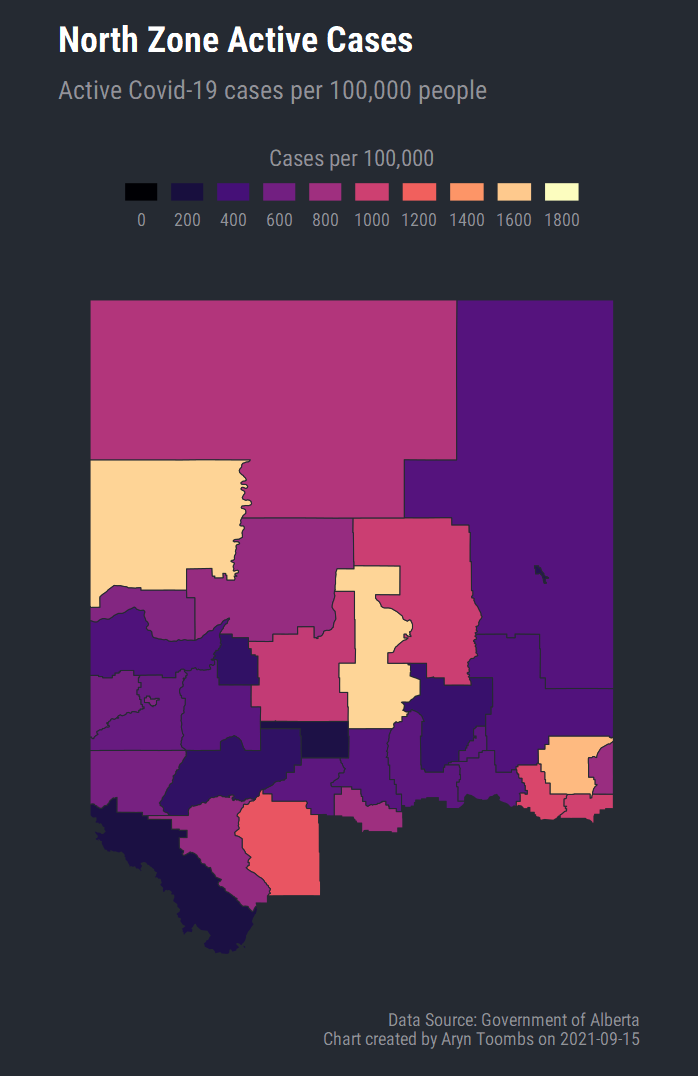 North Zone Active Cases
Active Covid-19 cases per 100,000 people
Cases per 100,000
0 200 400 600 800 1000 1200 1400 1600 1800
Data Source: Government of Alberta
Chart created by Aryn Toombs on 2021-09-15